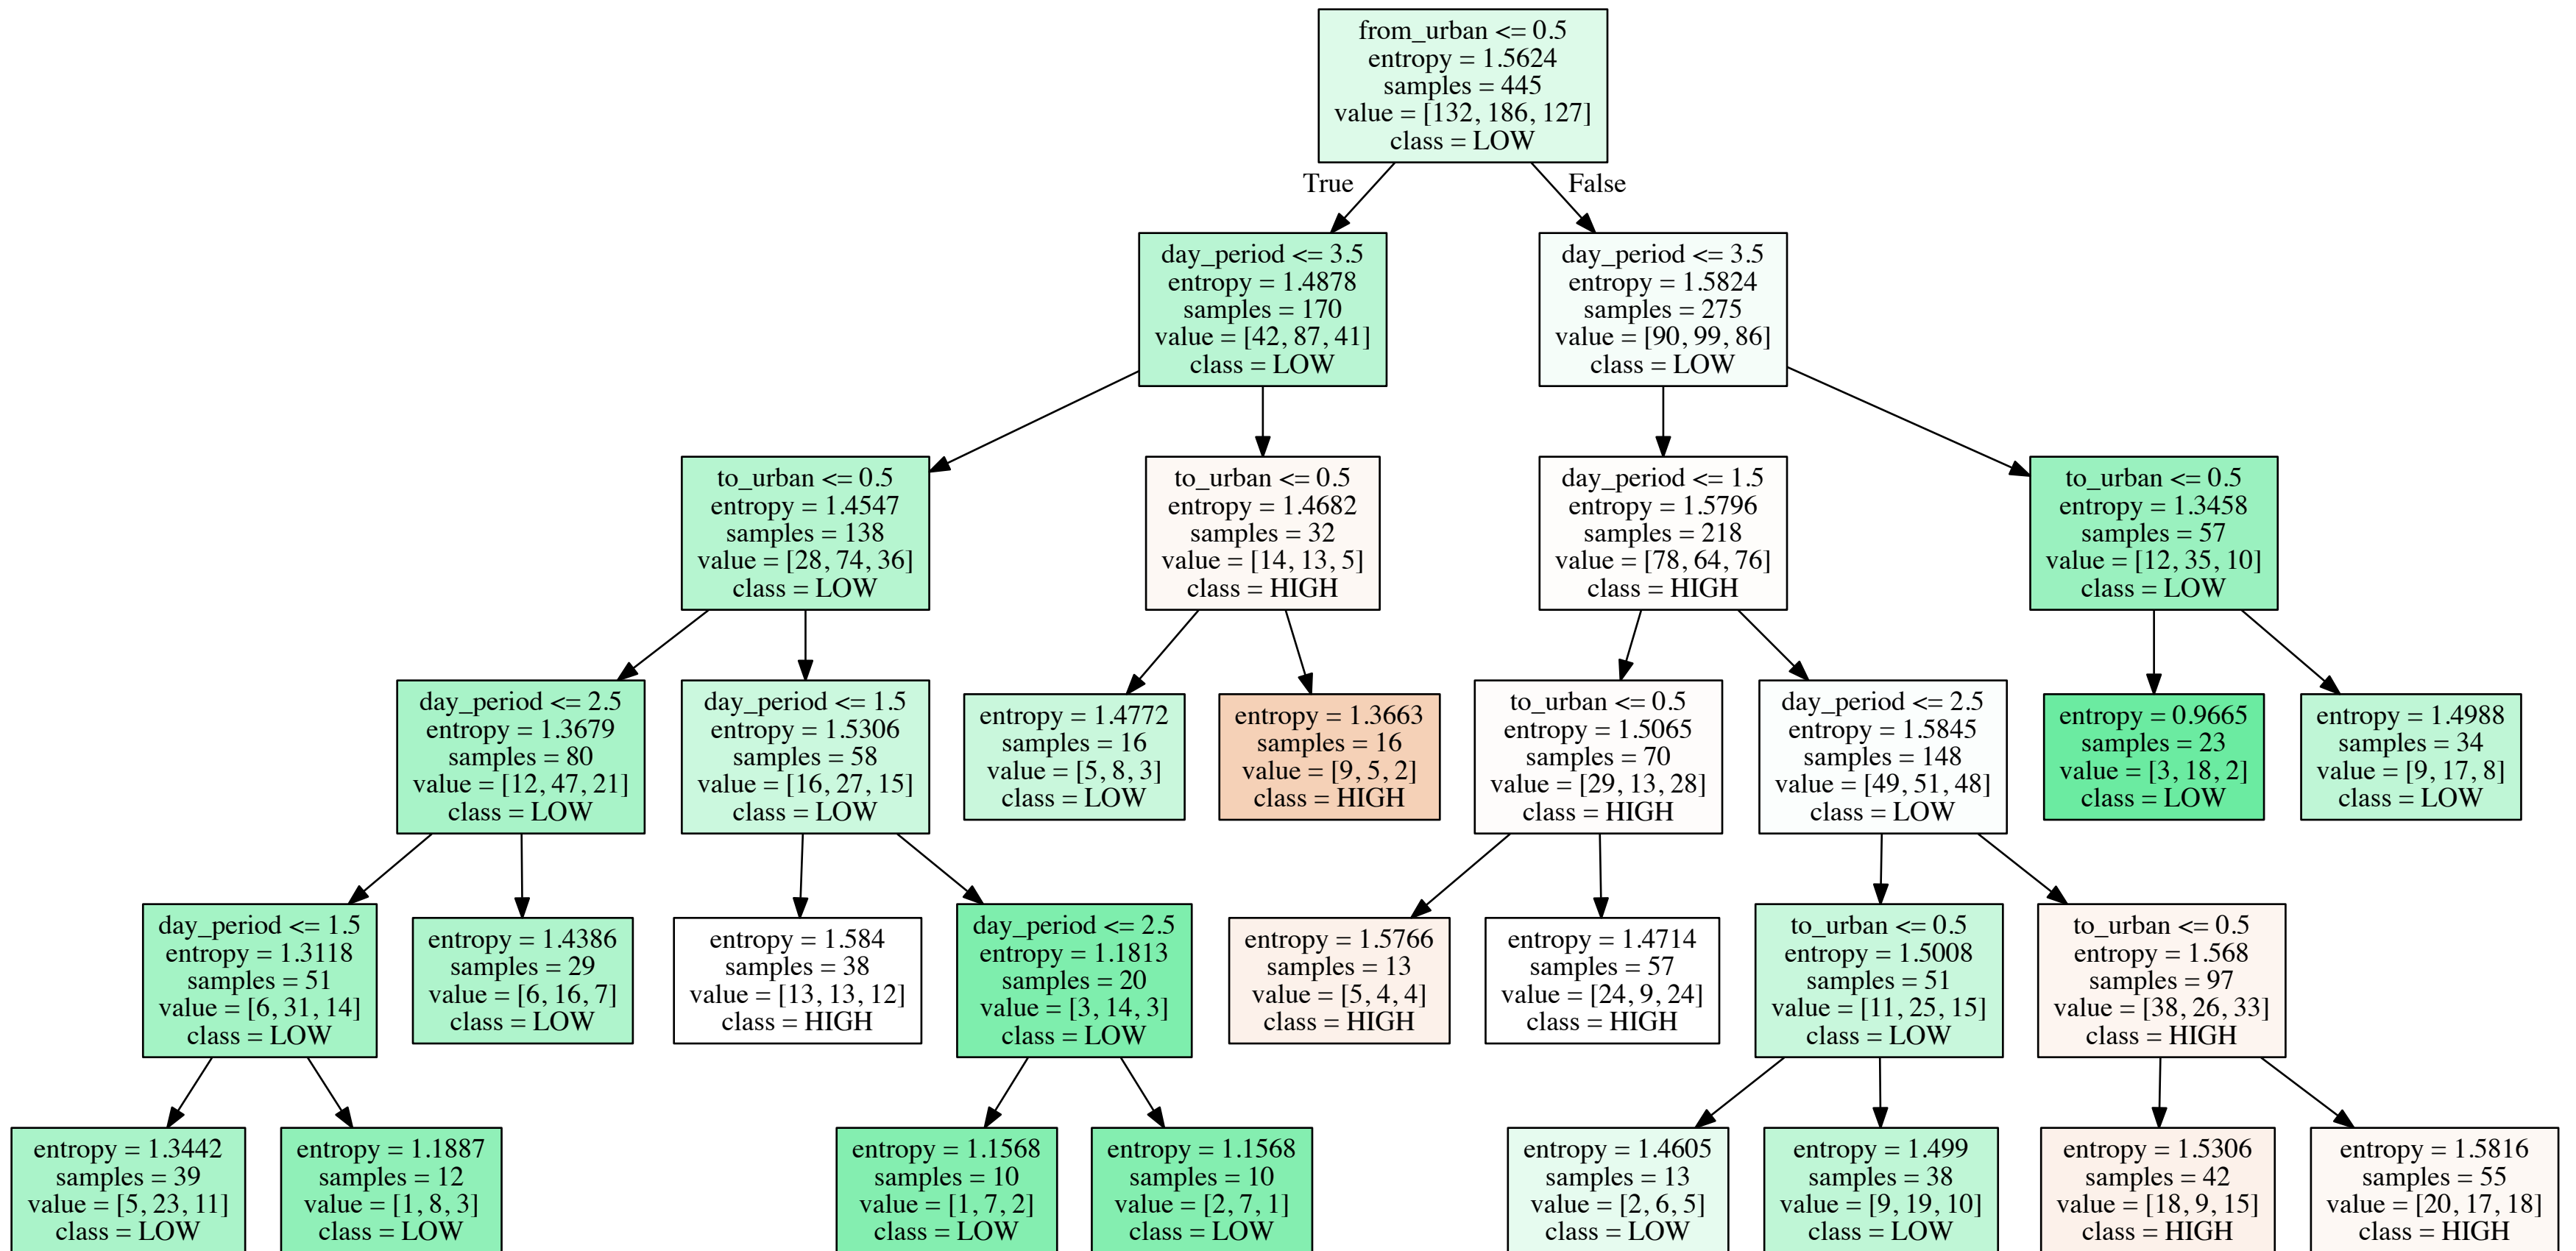 from_urban <= 0.5
entropy = 1.5624
samples = 445
value = [132, 186, 127]
class = LOW
True
False
day_period <= 3.5
entropy = 1.4878
samples = 170
value = [42, 87, 41]
class = LOW
day_period <= 3.5
entropy = 1.5824
samples = 275
value = [90, 99, 86]
class = LOW
to_urban <= 0.5
entropy = 1.4547
samples = 138
value = [28, 74, 36]
class = LOW
to_urban <= 0.5
entropy = 1.4682
samples = 32
value = [14, 13, 5]
class = HIGH
day_period <= 1.5
entropy = 1.5796
samples = 218
value = [78, 64, 76]
class = HIGH
to_urban <= 0.5
entropy = 1.3458
samples = 57
value = [12, 35, 10]
class = LOW
day_period <= 2.5
entropy = 1.3679
samples = 80
value = [12, 47, 21]
class = LOW
day_period <= 1.5
entropy = 1.5306
samples = 58
value = [16, 27, 15]
class = LOW
entropy = 1.4772
samples = 16
value = [5, 8, 3]
class = LOW
entropy = 1.3663
samples = 16
value = [9, 5, 2]
class = HIGH
to_urban <= 0.5
entropy = 1.5065
samples = 70
value = [29, 13, 28]
class = HIGH
day_period <= 2.5
entropy = 1.5845
samples = 148
value = [49, 51, 48]
class = LOW
entropy = 0.9665
samples = 23
value = [3, 18, 2]
class = LOW
entropy = 1.4988
samples = 34
value = [9, 17, 8]
class = LOW
day_period <= 1.5
entropy = 1.3118
samples = 51
value = [6, 31, 14]
class = LOW
entropy = 1.4386
samples = 29
value = [6, 16, 7]
class = LOW
entropy = 1.584
samples = 38
value = [13, 13, 12]
class = HIGH
day_period <= 2.5
entropy = 1.1813
samples = 20
value = [3, 14, 3]
class = LOW
entropy = 1.5766
samples = 13
value = [5, 4, 4]
class = HIGH
entropy = 1.4714
samples = 57
value = [24, 9, 24]
class = HIGH
to_urban <= 0.5
entropy = 1.5008
samples = 51
value = [11, 25, 15]
class = LOW
to_urban <= 0.5
entropy = 1.568
samples = 97
value = [38, 26, 33]
class = HIGH
entropy = 1.3442
samples = 39
value = [5, 23, 11]
class = LOW
entropy = 1.1887
samples = 12
value = [1, 8, 3]
class = LOW
entropy = 1.1568
samples = 10
value = [1, 7, 2]
class = LOW
entropy = 1.1568
samples = 10
value = [2, 7, 1]
class = LOW
entropy = 1.4605
samples = 13
value = [2, 6, 5]
class = LOW
entropy = 1.499
samples = 38
value = [9, 19, 10]
class = LOW
entropy = 1.5306
samples = 42
value = [18, 9, 15]
class = HIGH
entropy = 1.5816
samples = 55
value = [20, 17, 18]
class = HIGH